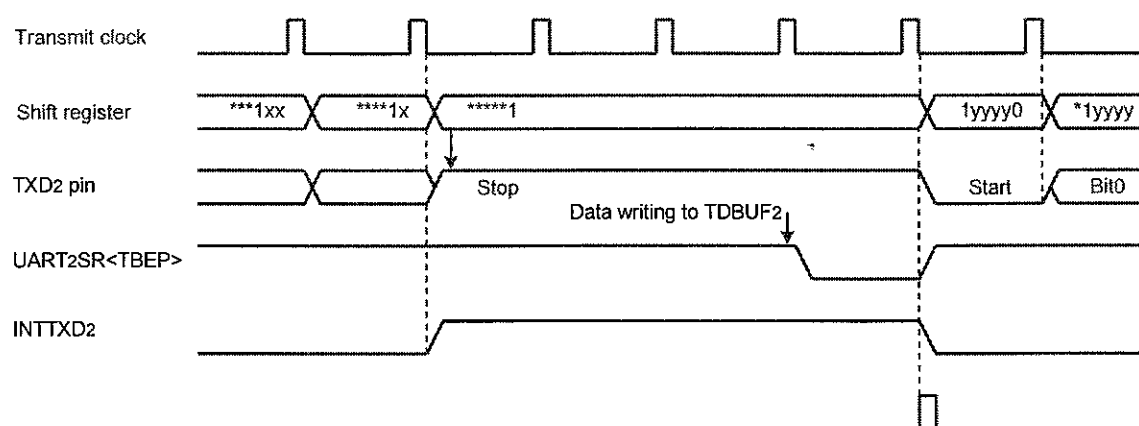 Transmit clock
Shift register
***1xx
****1x
*****1
1yyyy0
*1yyyy
TXD2 pin
Stop
Start
Bit0
Data writing to TDBUF2
UART2SR<TBEP>
INTTXD2